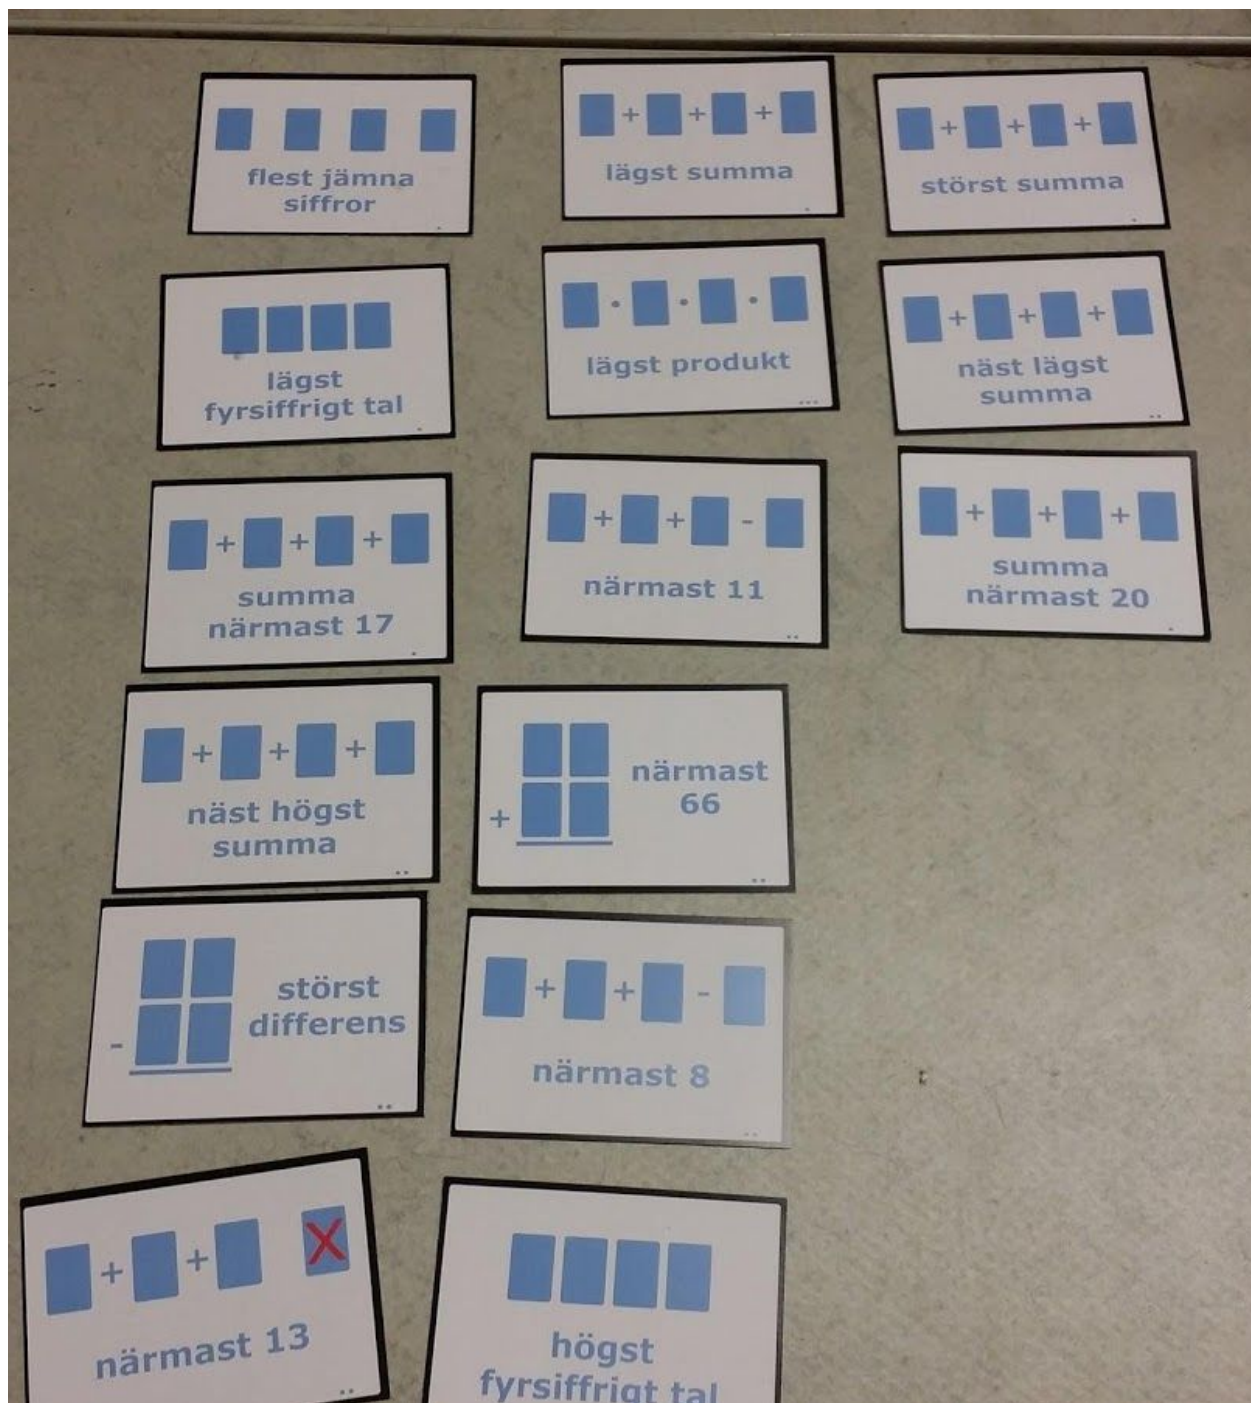 flest jämna
siffror
+ + +
lägst summa
+ + +
störst summa
lägst
fyrsiffrigt tal
· · ·
lägst produkt
+ + +
näst lägst
summa
+ + +
summa
närmast 17
+ + -
närmast 11
+ + +
summa
närmast 20
+ + +
näst högst
summa
+
närmast
66
-
störst
differens
+ + -
närmast 8
+ + X
närmast 13
högst
fyrsiffrigt tal